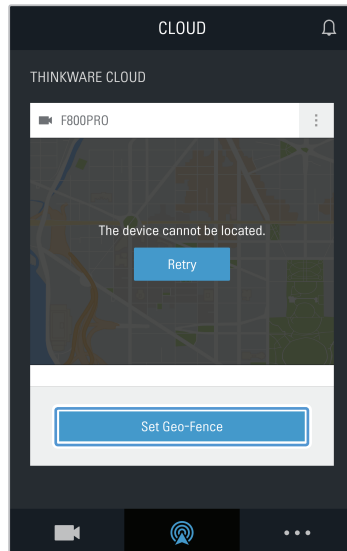 CLOUD
THINKWARE CLOUD
F800PRO
The device cannot be located.
Retry
Set Geo-Fence